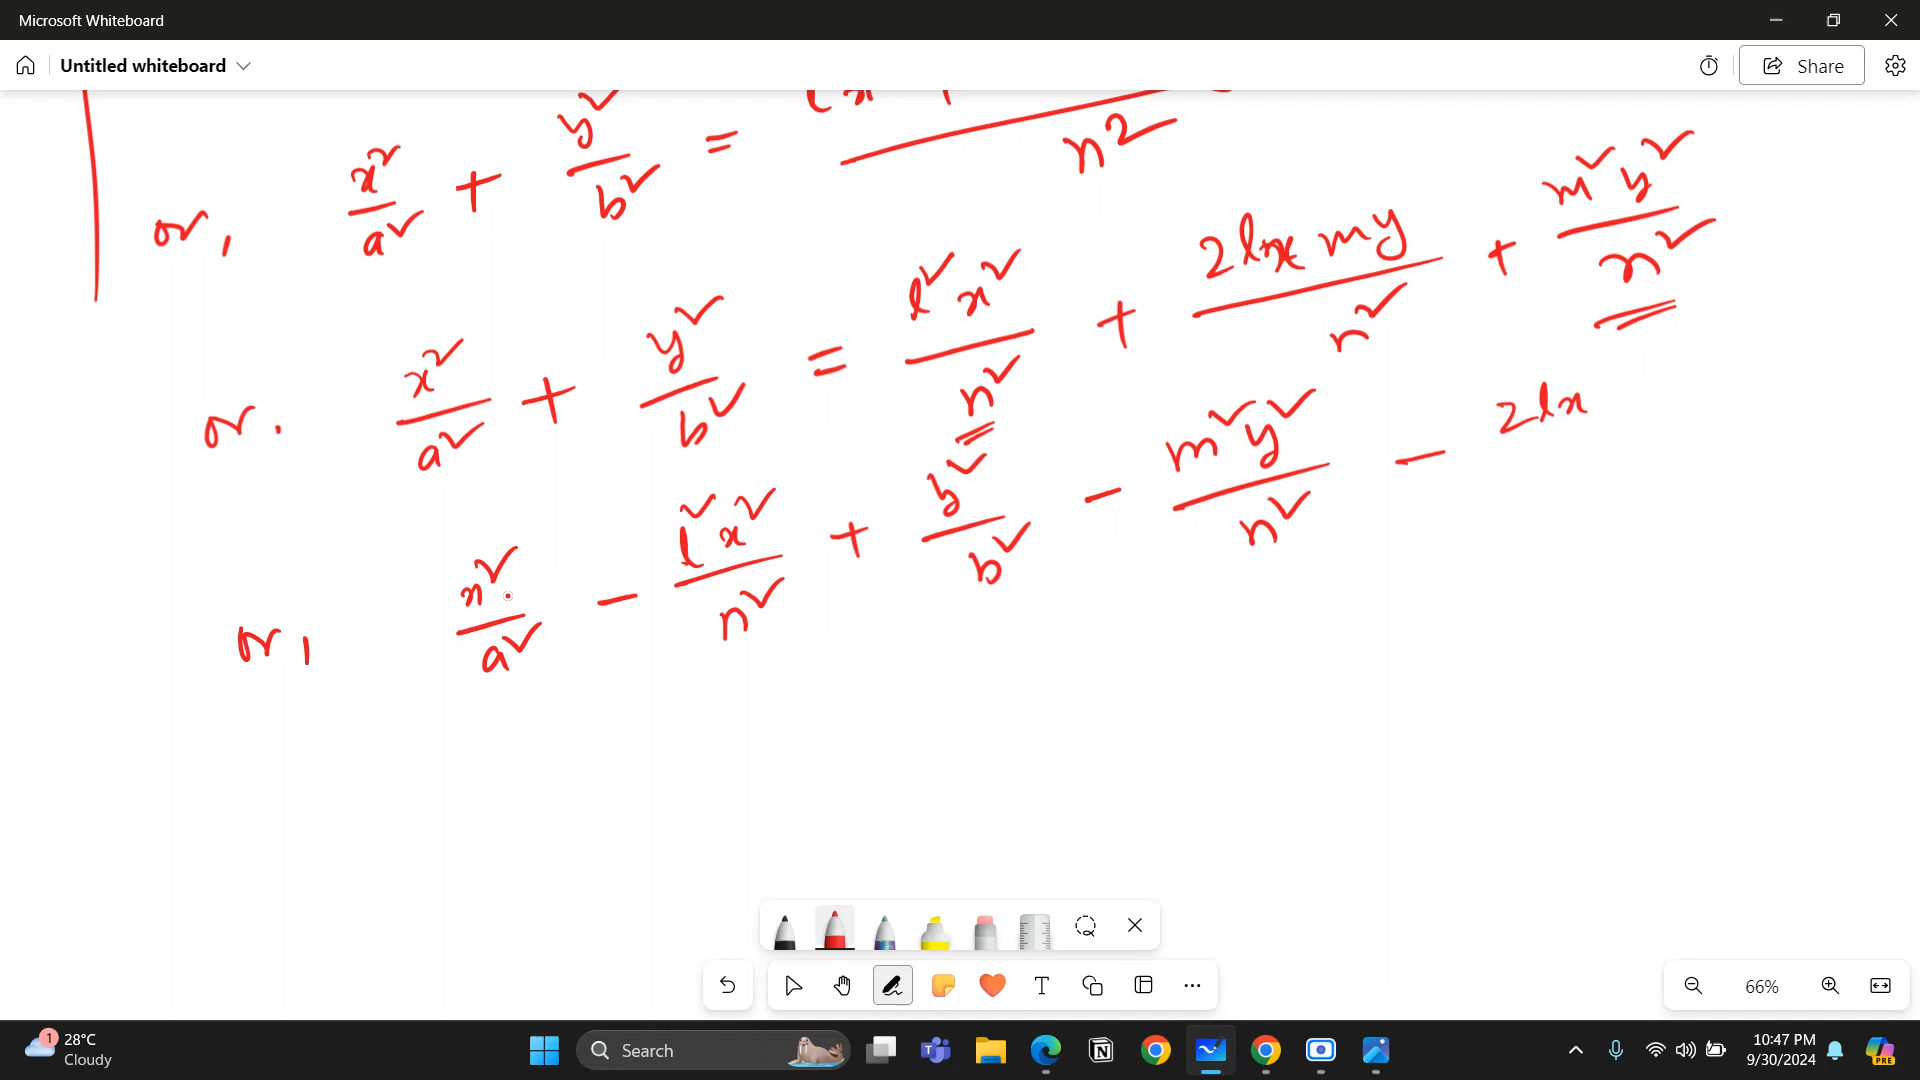 Microsoft Whiteboard
Untitled whiteboard
Share
or, x²/a² + y²/b² = / n²
or. x²/a² + y²/b² = l²x²/n² + 2lx my/n² + m²y²/n²
or, x²/a² - l²x²/n² + b²/b² - m²y²/n² - 2lx
66%
1
28°C
Cloudy
Search
10:47 PM
9/30/2024
PRE